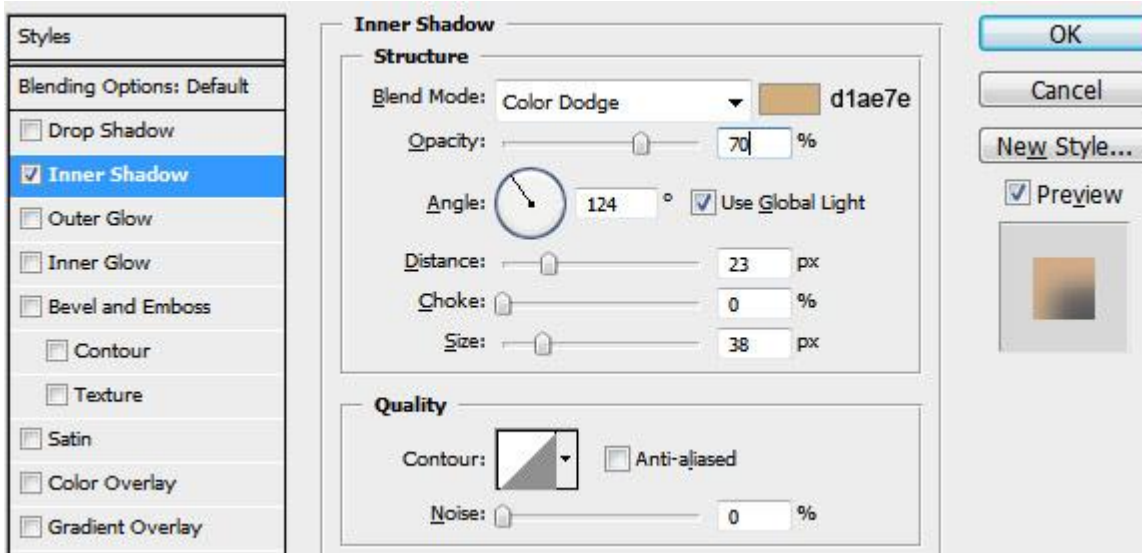 Styles
Blending Options: Default
Drop Shadow
Inner Shadow
Outer Glow
Inner Glow
Bevel and Emboss
Contour
Texture
Satin
Color Overlay
Gradient Overlay
Inner Shadow
Structure
Blend Mode: Color Dodge d1ae7e
Opacity: 70 %
Angle: 124 ° Use Global Light
Distance: 23 px
Choke: 0 %
Size: 38 px
Quality
Contour: Anti-aliased
Noise: 0 %
OK
Cancel
New Style...
Preview